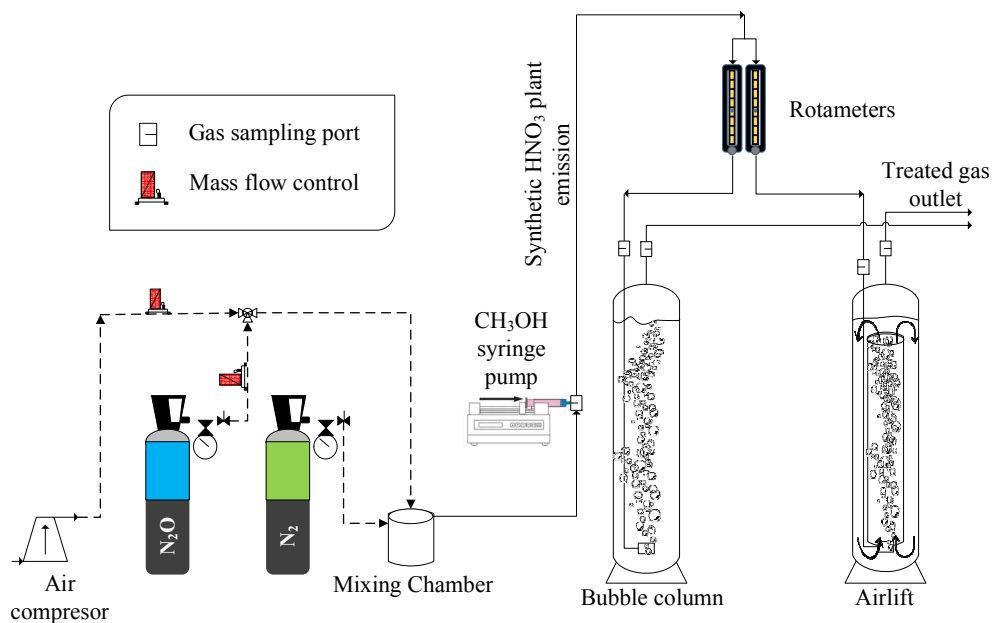 Gas sampling port
Mass flow control
Synthetic HNO₃ plant
emission
Rotameters
Treated gas
outlet
CH₃OH
syringe
pump
N₂O
N₂
Air
compresor
Mixing Chamber
Bubble column
Airlift